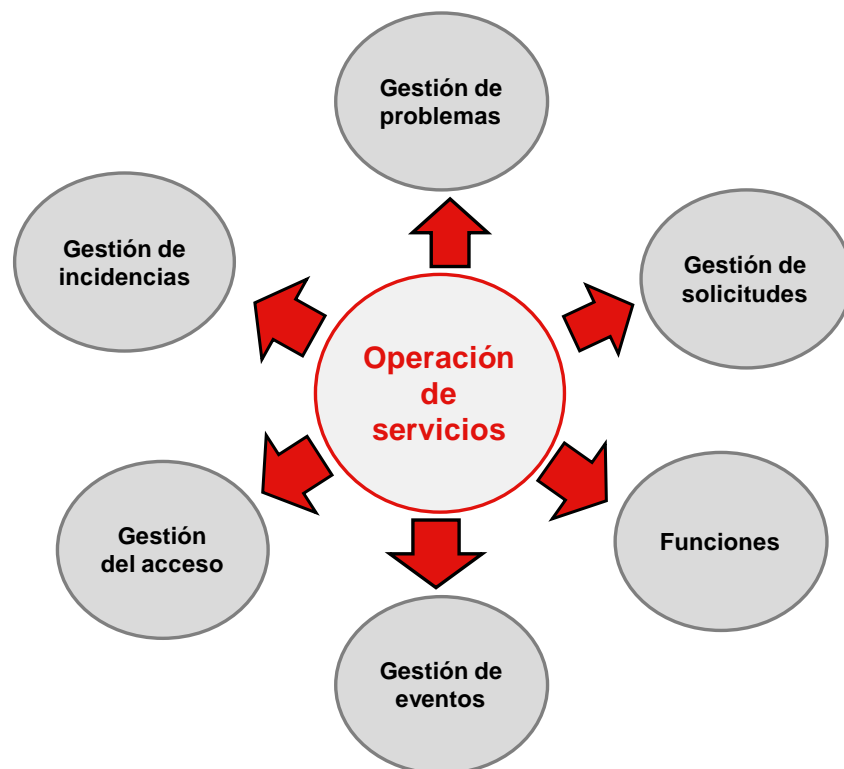 Gestión de
problemas
Gestión de
incidencias
Gestión de
solicitudes
Operación
de
servicios
Gestión
del acceso
Funciones
Gestión de
eventos